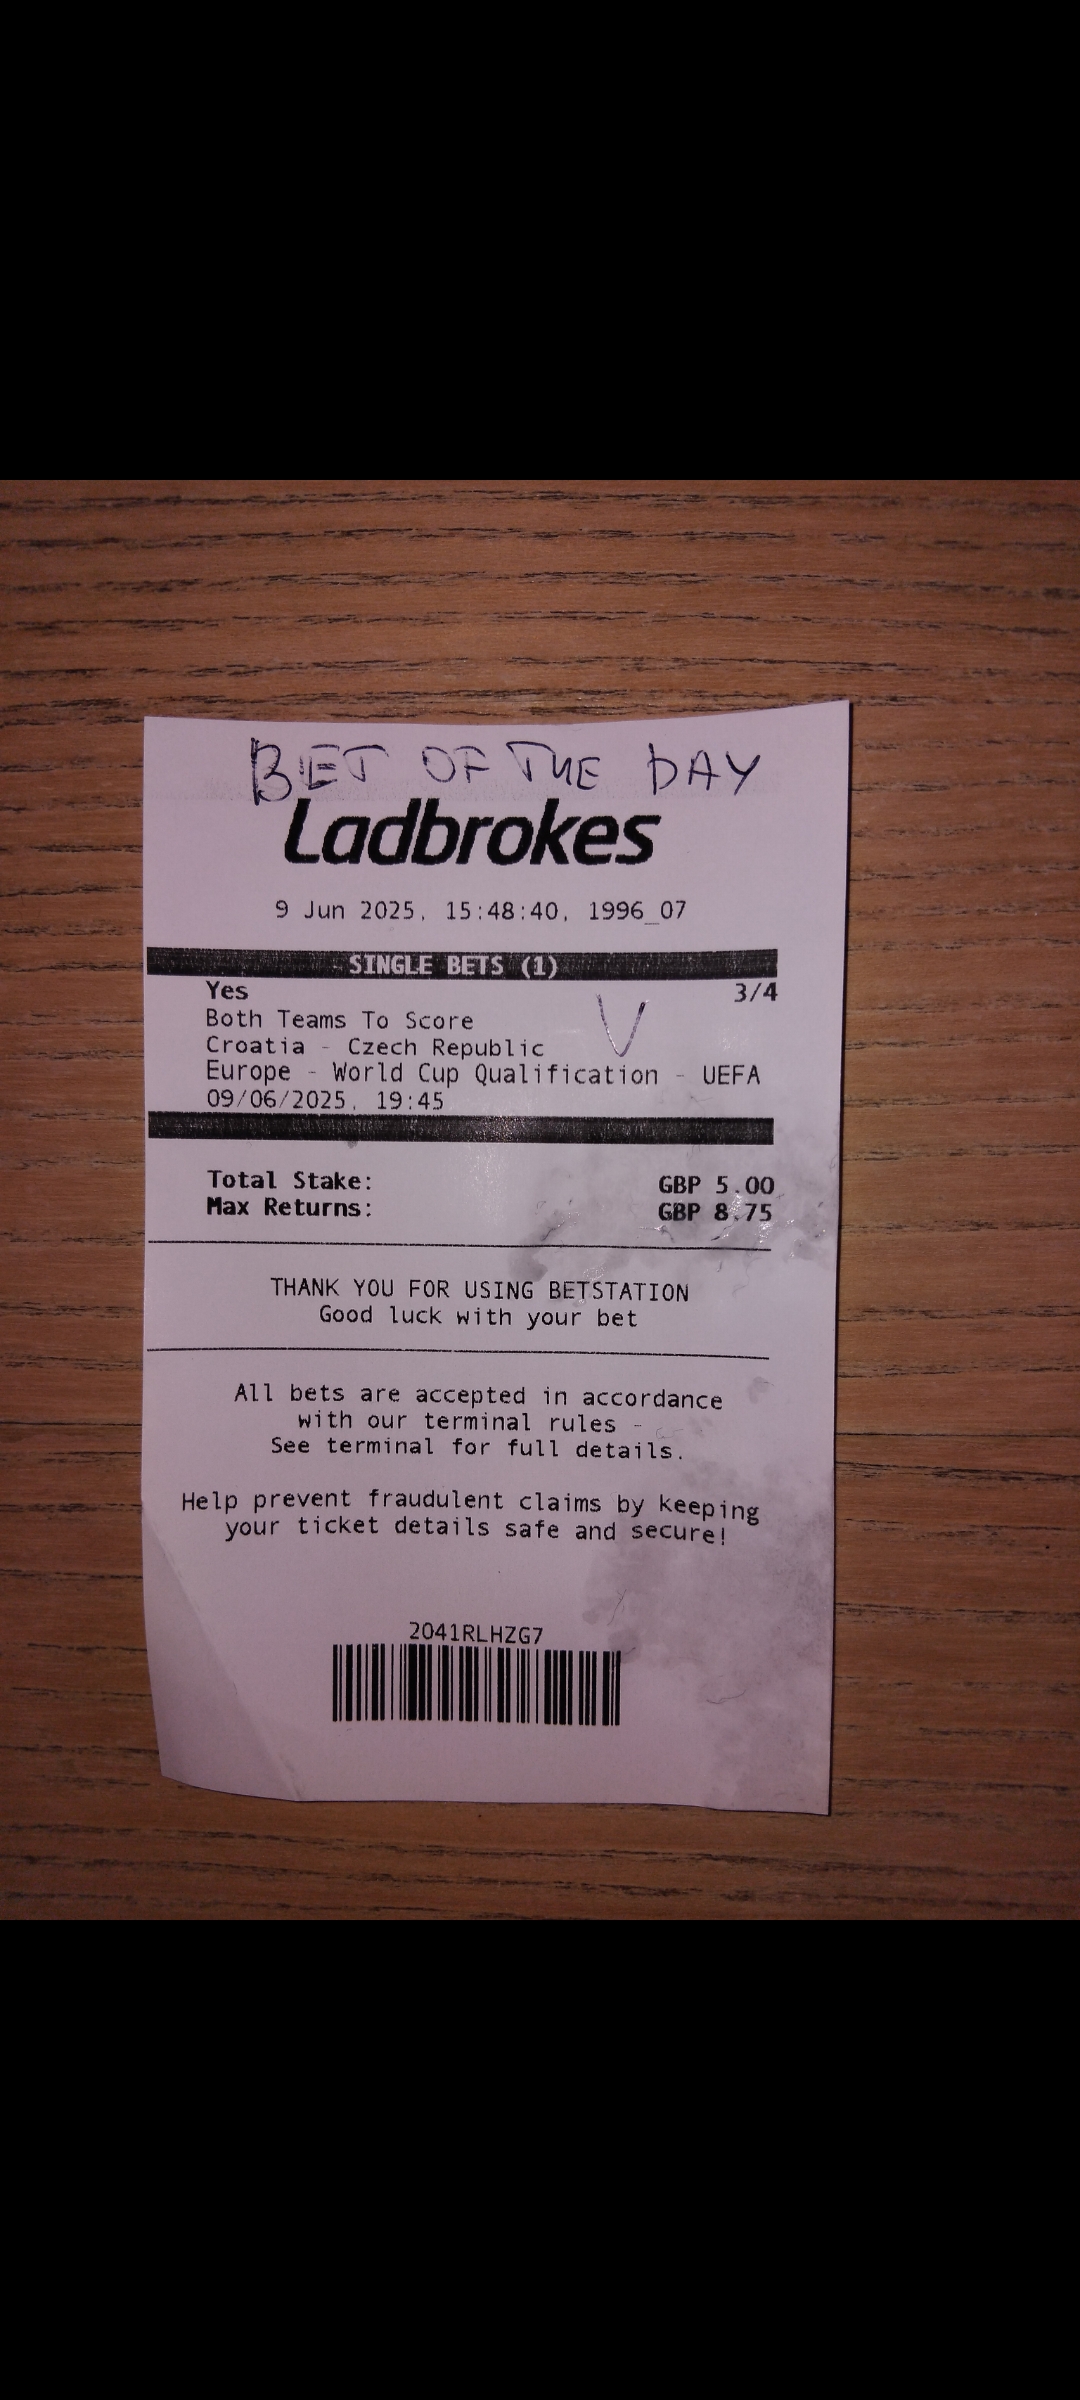 BET OF THE DAY
Ladbrokes
9 Jun 2025, 15:48:40, 1996_07
SINGLE BETS (1)
Yes 3/4
Both Teams To Score
Croatia - Czech Republic
Europe - World Cup Qualification - UEFA
09/06/2025, 19:45
Total Stake: GBP 5.00
Max Returns: GBP 8.75
THANK YOU FOR USING BETSTATION
Good luck with your bet
All bets are accepted in accordance
with our terminal rules -
See terminal for full details.
Help prevent fraudulent claims by keeping
your ticket details safe and secure!
2041RLHZG7